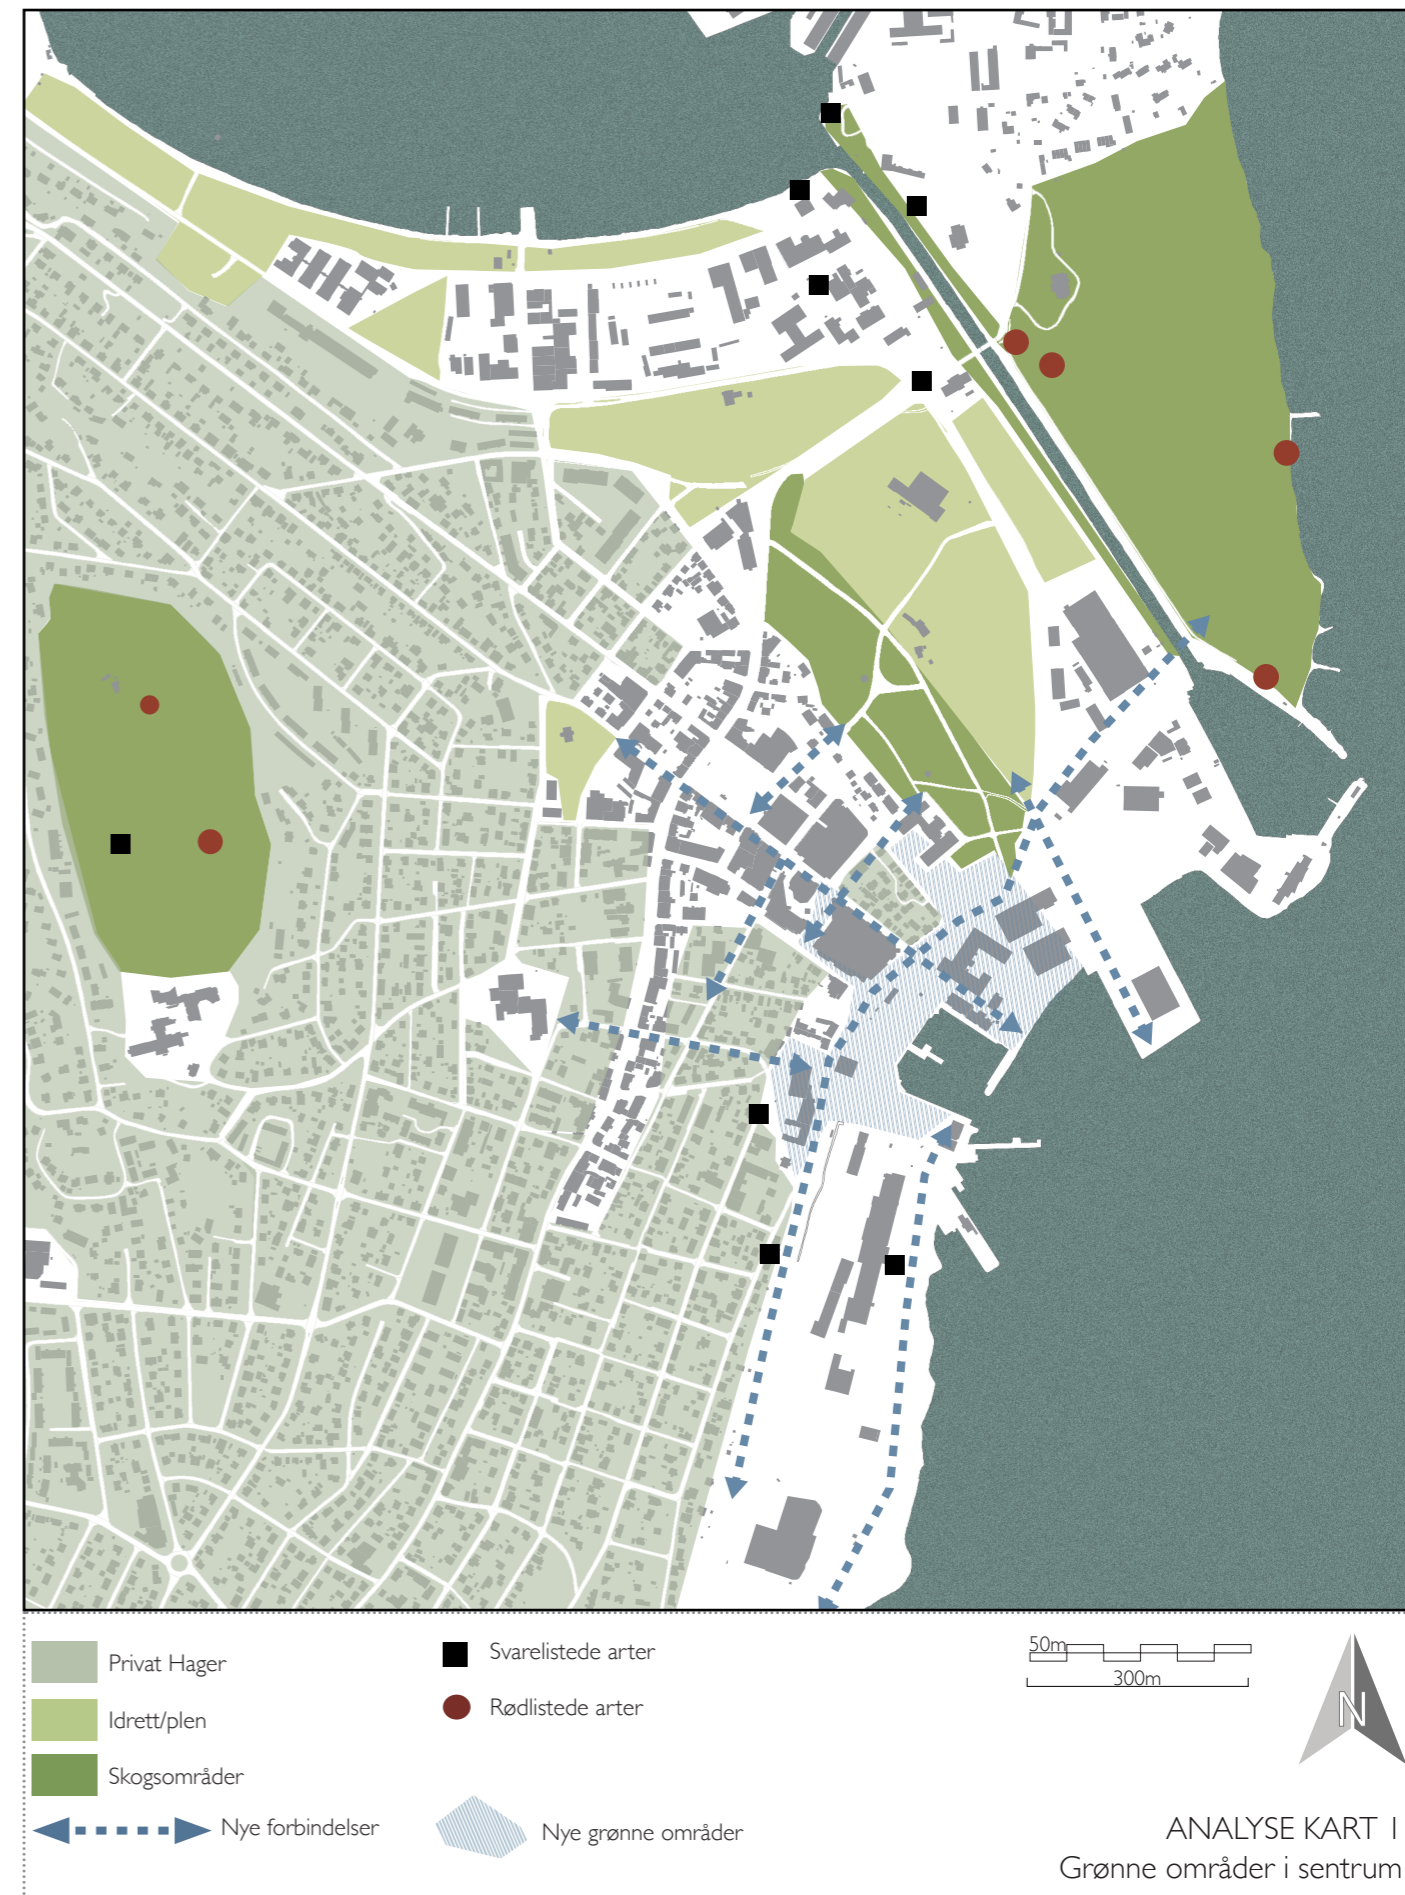 Privat Hager
Idrett/plen
Skogsområder
Nye forbindelser
Svarelistede arter
Rødlistede arter
Nye grønne områder
50m
300m
N
ANALYSE KART 1
Grønne områder i sentrum